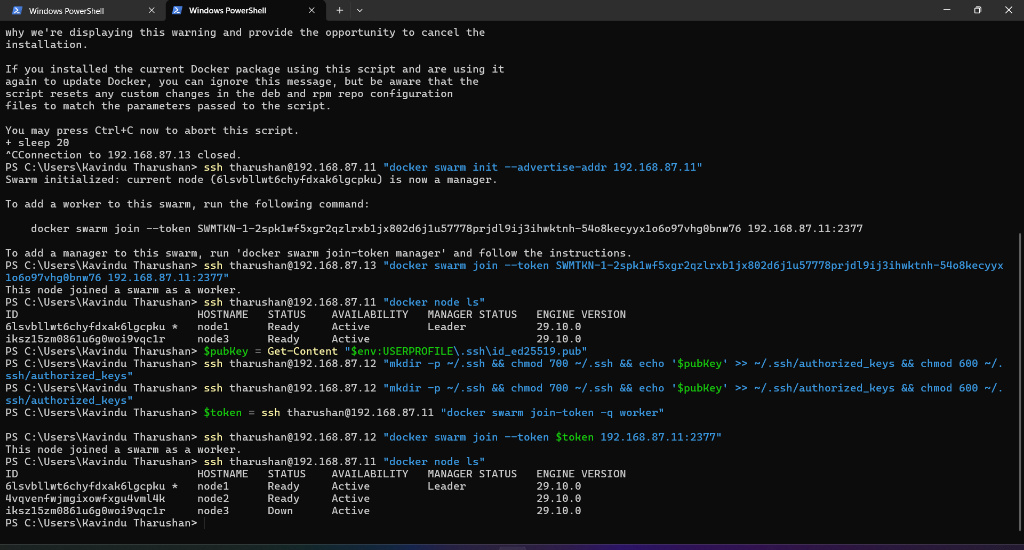 Windows PowerShell
Windows PowerShell
why we're displaying this warning and provide the opportunity to cancel the
installation.
If you installed the current Docker package using this script and are using it
again to update Docker, you can ignore this message, but be aware that the
script resets any custom changes in the deb and rpm repo configuration
files to match the parameters passed to the script.
You may press Ctrl+C now to abort this script.
+ sleep 20
^CConnection to 192.168.87.13 closed.
PS C:\Users\Kavindu Tharushan> ssh tharushan@192.168.87.11 "docker swarm init --advertise-addr 192.168.87.11"
Swarm initialized: current node (6lsvbllwt6chyfdxak6lgcpku) is now a manager.
To add a worker to this swarm, run the following command:
docker swarm join --token SWMTKN-1-2spk1wf5xgr2qzlrxb1jx802d6j1u57778prjdl9ij3ihwktnh-54o8kecyyx1o6o97vhg0bnw76 192.168.87.11:2377
To add a manager to this swarm, run 'docker swarm join-token manager' and follow the instructions.
PS C:\Users\Kavindu Tharushan> ssh tharushan@192.168.87.13 "docker swarm join --token SWMTKN-1-2spk1wf5xgr2qzlrxb1jx802d6j1u57778prjdl9ij3ihwktnh-54o8kecyyx
1o6o97vhg0bnw76 192.168.87.11:2377"
This node joined a swarm as a worker.
PS C:\Users\Kavindu Tharushan> ssh tharushan@192.168.87.11 "docker node ls"
ID HOSTNAME STATUS AVAILABILITY MANAGER STATUS ENGINE VERSION
6lsvbllwt6chyfdxak6lgcpku * node1 Ready Active Leader 29.10.0
iksz15zm0861u6g0woi9vqc1r node3 Ready Active 29.10.0
PS C:\Users\Kavindu Tharushan> $pubKey = Get-Content "$env:USERPROFILE\.ssh\id_ed25519.pub"
PS C:\Users\Kavindu Tharushan> ssh tharushan@192.168.87.12 "mkdir -p ~/.ssh && chmod 700 ~/.ssh && echo '$pubKey' >> ~/.ssh/authorized_keys && chmod 600 ~/.
ssh/authorized_keys"
PS C:\Users\Kavindu Tharushan> ssh tharushan@192.168.87.12 "mkdir -p ~/.ssh && chmod 700 ~/.ssh && echo '$pubKey' >> ~/.ssh/authorized_keys && chmod 600 ~/.
ssh/authorized_keys"
PS C:\Users\Kavindu Tharushan> $token = ssh tharushan@192.168.87.11 "docker swarm join-token -q worker"
PS C:\Users\Kavindu Tharushan> ssh tharushan@192.168.87.12 "docker swarm join --token $token 192.168.87.11:2377"
This node joined a swarm as a worker.
PS C:\Users\Kavindu Tharushan> ssh tharushan@192.168.87.11 "docker node ls"
ID HOSTNAME STATUS AVAILABILITY MANAGER STATUS ENGINE VERSION
6lsvbllwt6chyfdxak6lgcpku * node1 Ready Active Leader 29.10.0
4vqvenfwjmgixowfxgu4vml4k node2 Ready Active 29.10.0
iksz15zm0861u6g0woi9vqc1r node3 Down Active 29.10.0
PS C:\Users\Kavindu Tharushan>